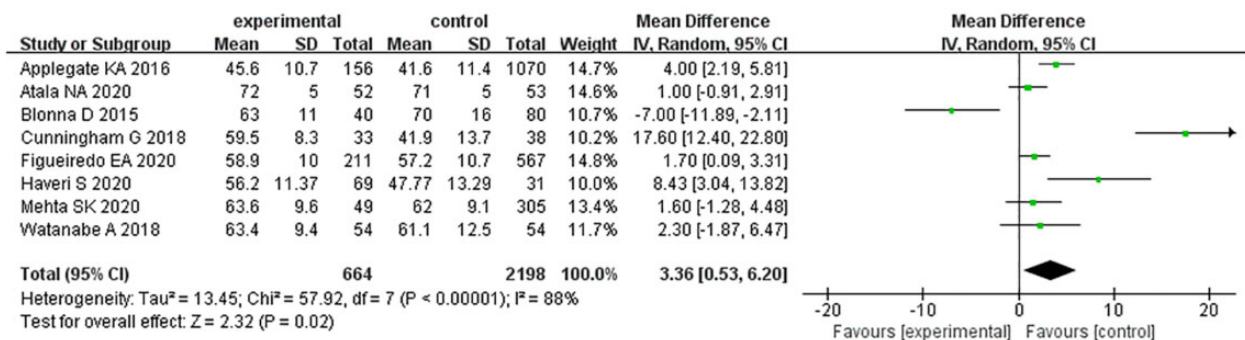 experimental control Mean Difference Mean Difference
Study or Subgroup Mean SD Total Mean SD Total Weight IV, Random, 95% CI IV, Random, 95% CI
Applegate KA 2016 45.6 10.7 156 41.6 11.4 1070 14.7% 4.00 [2.19, 5.81]
Atala NA 2020 72 5 52 71 5 53 14.6% 1.00 [-0.91, 2.91]
Blonna D 2015 63 11 40 70 16 80 10.7% -7.00 [-11.89, -2.11]
Cunningham G 2018 59.5 8.3 33 41.9 13.7 38 10.2% 17.60 [12.40, 22.80]
Figueiredo EA 2020 58.9 10 211 57.2 10.7 567 14.8% 1.70 [0.09, 3.31]
Haveri S 2020 56.2 11.37 69 47.77 13.29 31 10.0% 8.43 [3.04, 13.82]
Mehta SK 2020 63.6 9.6 49 62 9.1 305 13.4% 1.60 [-1.28, 4.48]
Watanabe A 2018 63.4 9.4 54 61.1 12.5 54 11.7% 2.30 [-1.87, 6.47]
Total (95% CI) 664 2198 100.0% 3.36 [0.53, 6.20]
Heterogeneity: Tau² = 13.45; Chi² = 57.92, df = 7 (P < 0.00001); I² = 88%
Test for overall effect: Z = 2.32 (P = 0.02)
-20 -10 0 10 20
Favours [experimental] Favours [control]